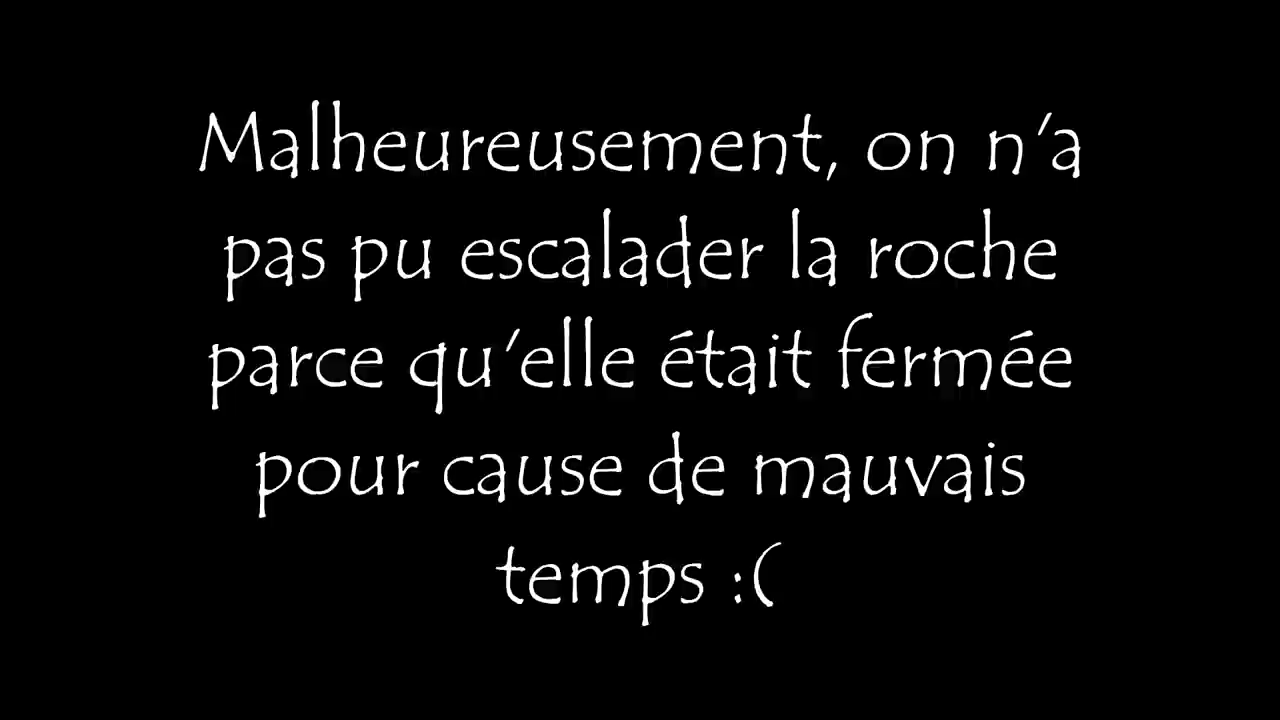 Malheureusement, on n'a
pas pu escalader la roche
parce qu'elle était fermée
pour cause de mauvais
temps :(